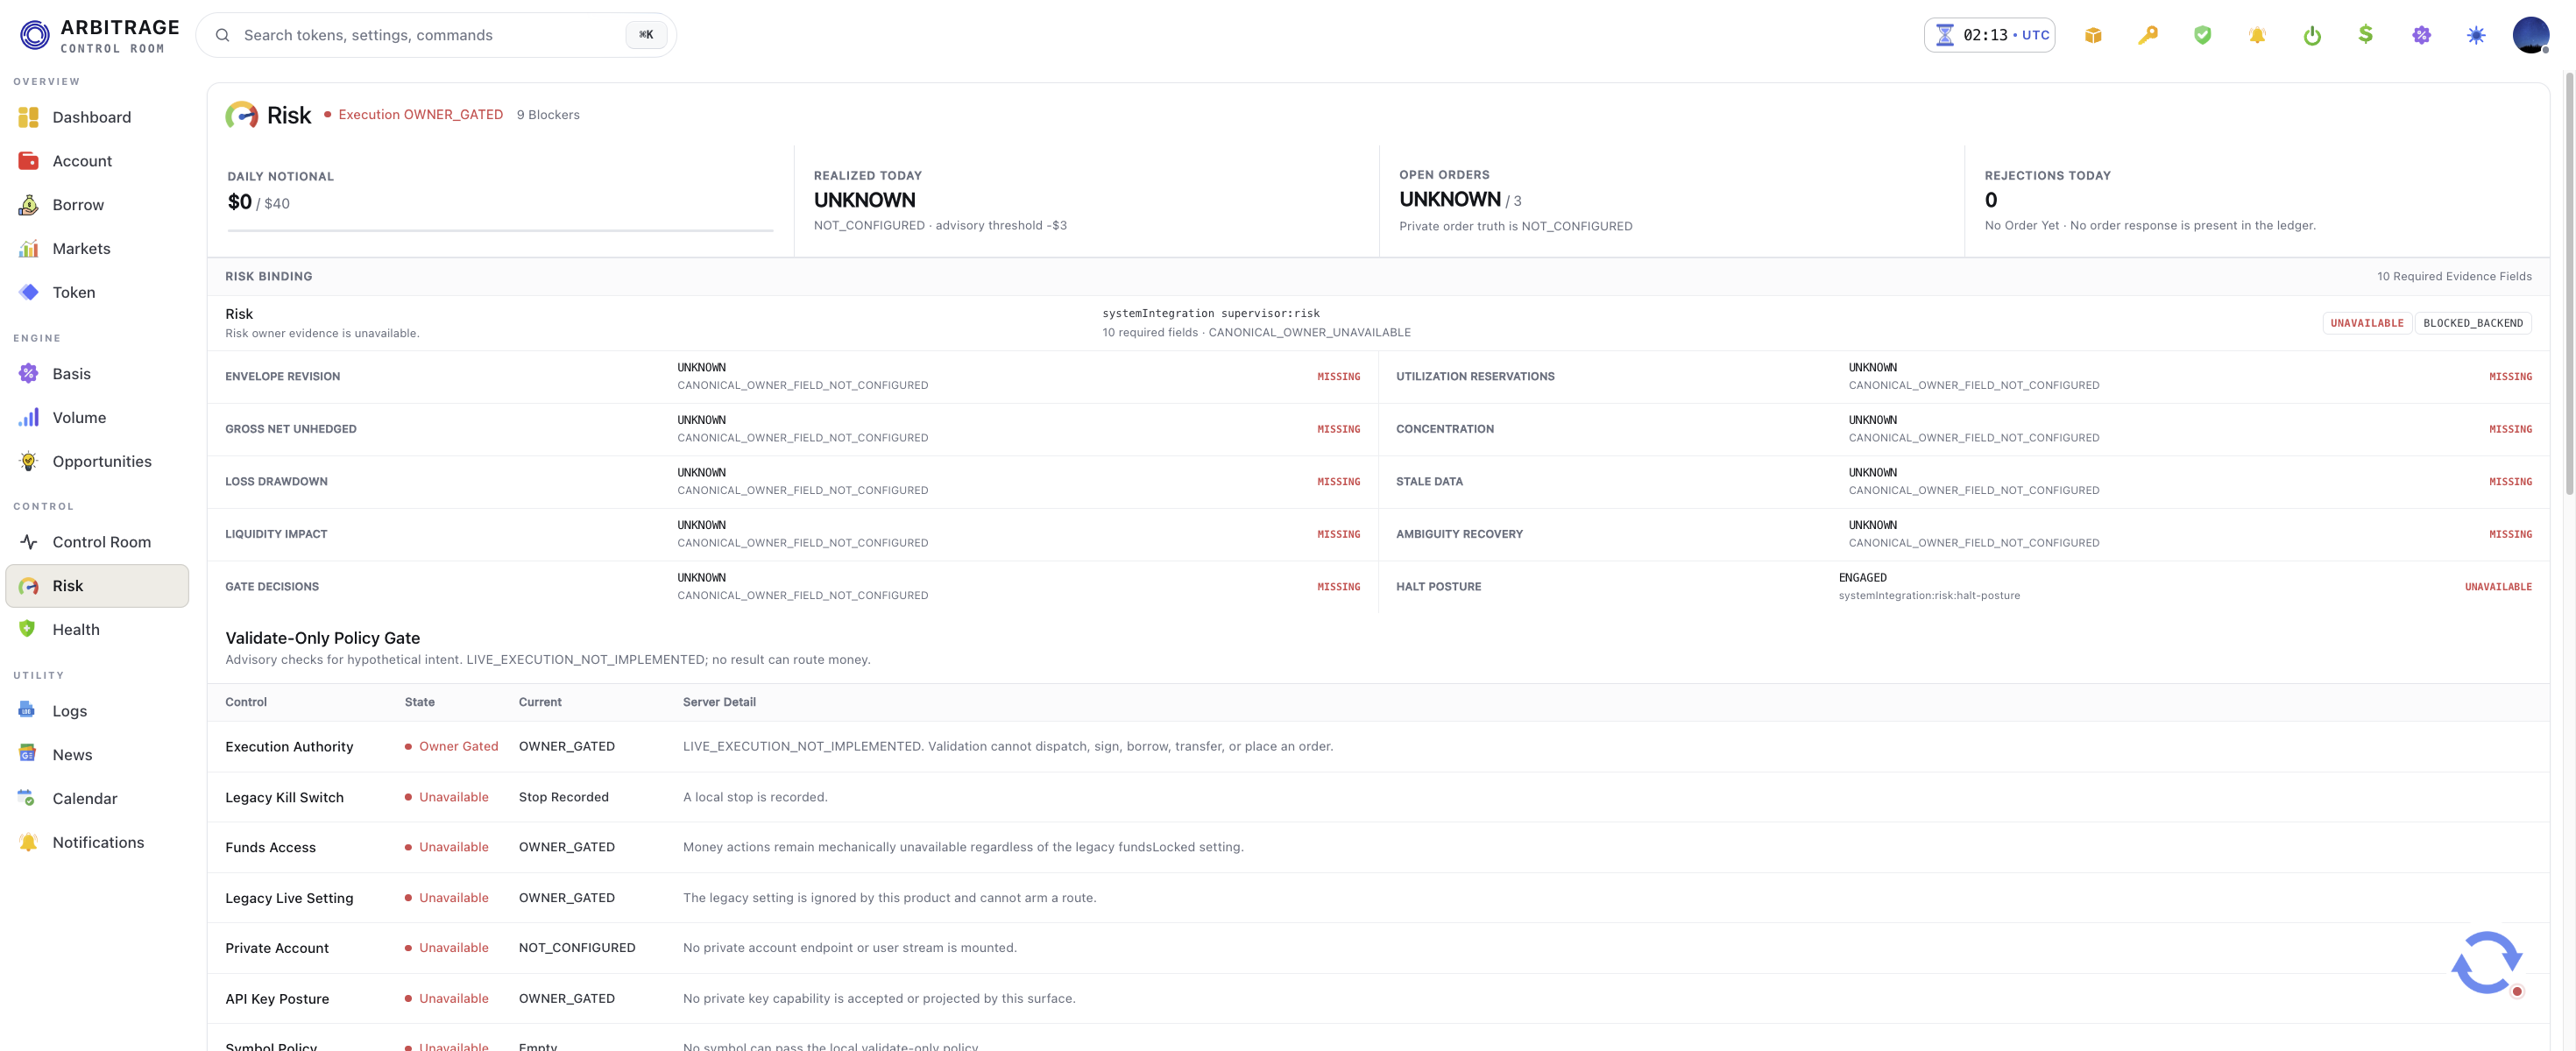 ARBITRAGE
CONTROL ROOM
Search tokens, settings, commands
⌘K
02:13 • UTC
OVERVIEW
Dashboard
Account
Borrow
Markets
Token
ENGINE
Basis
Volume
Opportunities
CONTROL
Control Room
Risk
Health
UTILITY
Logs
News
Calendar
Notifications
Risk
Execution OWNER_GATED
9 Blockers
DAILY NOTIONAL
$0 / $40
REALIZED TODAY
UNKNOWN
NOT_CONFIGURED · advisory threshold -$3
OPEN ORDERS
UNKNOWN / 3
Private order truth is NOT_CONFIGURED
REJECTIONS TODAY
0
No Order Yet · No order response is present in the ledger.
RISK BINDING
10 Required Evidence Fields
Risk
Risk owner evidence is unavailable.
systemIntegration supervisor:risk
10 required fields · CANONICAL_OWNER_UNAVAILABLE
UNAVAILABLE
BLOCKED_BACKEND
ENVELOPE REVISION
UNKNOWN
CANONICAL_OWNER_FIELD_NOT_CONFIGURED
MISSING
UTILIZATION RESERVATIONS
UNKNOWN
CANONICAL_OWNER_FIELD_NOT_CONFIGURED
MISSING
GROSS NET UNHEDGED
UNKNOWN
CANONICAL_OWNER_FIELD_NOT_CONFIGURED
MISSING
CONCENTRATION
UNKNOWN
CANONICAL_OWNER_FIELD_NOT_CONFIGURED
MISSING
LOSS DRAWDOWN
UNKNOWN
CANONICAL_OWNER_FIELD_NOT_CONFIGURED
MISSING
STALE DATA
UNKNOWN
CANONICAL_OWNER_FIELD_NOT_CONFIGURED
MISSING
LIQUIDITY IMPACT
UNKNOWN
CANONICAL_OWNER_FIELD_NOT_CONFIGURED
MISSING
AMBIGUITY RECOVERY
UNKNOWN
CANONICAL_OWNER_FIELD_NOT_CONFIGURED
MISSING
GATE DECISIONS
UNKNOWN
CANONICAL_OWNER_FIELD_NOT_CONFIGURED
MISSING
HALT POSTURE
ENGAGED
systemIntegration:risk:halt-posture
UNAVAILABLE
Validate-Only Policy Gate
Advisory checks for hypothetical intent. LIVE_EXECUTION_NOT_IMPLEMENTED; no result can route money.
Control State Current Server Detail
Execution Authority Owner Gated OWNER_GATED LIVE_EXECUTION_NOT_IMPLEMENTED. Validation cannot dispatch, sign, borrow, transfer, or place an order.
Legacy Kill Switch Unavailable Stop Recorded A local stop is recorded.
Funds Access Unavailable OWNER_GATED Money actions remain mechanically unavailable regardless of the legacy fundsLocked setting.
Legacy Live Setting Unavailable OWNER_GATED The legacy setting is ignored by this product and cannot arm a route.
Private Account Unavailable NOT_CONFIGURED No private account endpoint or user stream is mounted.
API Key Posture Unavailable OWNER_GATED No private key capability is accepted or projected by this surface.
Symbol Policy Unavailable Empty No symbol can pass the local validate-only policy